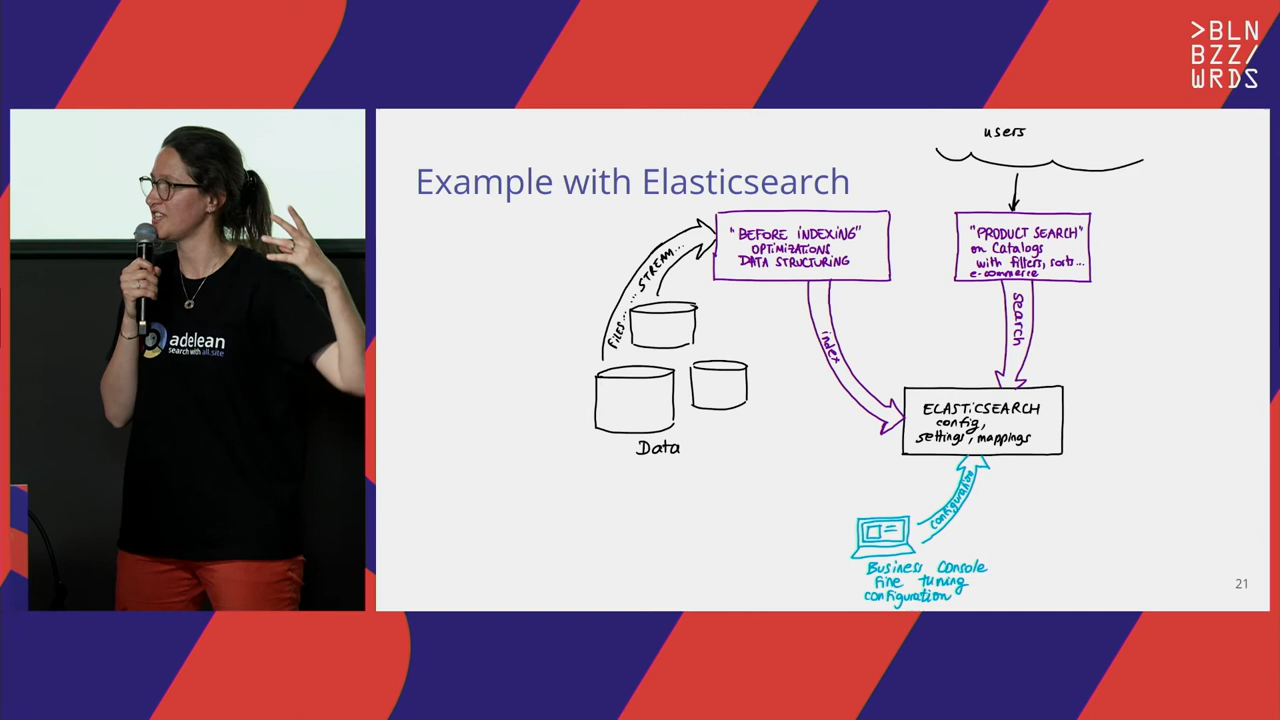 >BLN
BZZ/
WRDS
adelean
search with all.site
Example with Elasticsearch
users
FILES... STREAM...
"BEFORE INDEXING"
OPTIMIZATIONS
DATA STRUCTURING
"PRODUCT SEARCH"
on Catalogs
with filters, sorts...
e-commerce
index
search
Data
ELASTICSEARCH
config,
settings, mappings
configuration
Business Console
Fine tuning
configuration
21